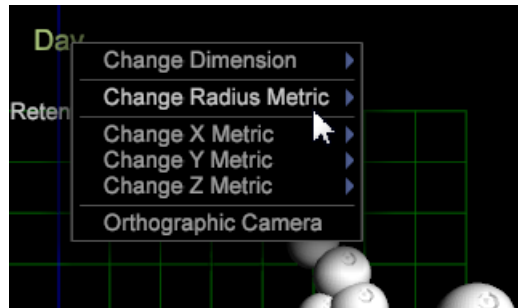 Day
Change Dimension
Change Radius Metric
Reten
Change X Metric
Change Y Metric
Change Z Metric
Orthographic Camera